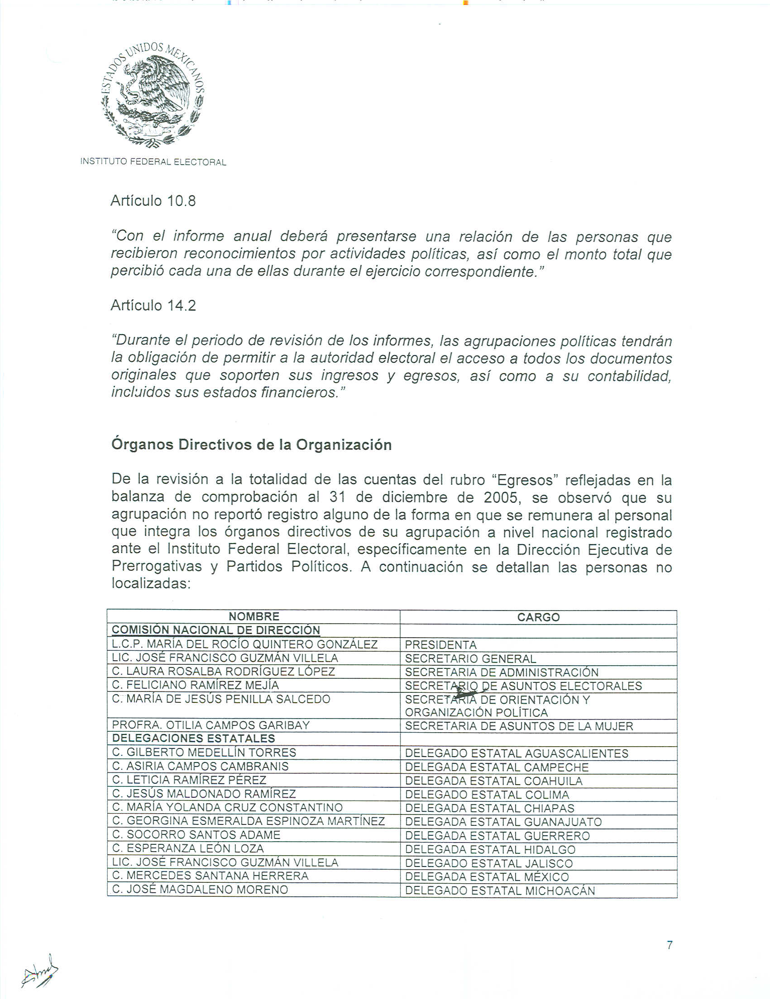 ESTADOS UNIDOS MEXICANOS
INSTITUTO FEDERAL ELECTORAL
Artículo 10.8
“Con el informe anual deberá presentarse una relación de las personas que
recibieron reconocimientos por actividades políticas, así como el monto total que
percibió cada una de ellas durante el ejercicio correspondiente.”
Artículo 14.2
“Durante el periodo de revisión de los informes, las agrupaciones políticas tendrán
la obligación de permitir a la autoridad electoral el acceso a todos los documentos
originales que soporten sus ingresos y egresos, así como a su contabilidad,
incluidos sus estados financieros.”
Órganos Directivos de la Organización
De la revisión a la totalidad de las cuentas del rubro “Egresos” reflejadas en la
balanza de comprobación al 31 de diciembre de 2005, se observó que su
agrupación no reportó registro alguno de la forma en que se remunera al personal
que integra los órganos directivos de su agrupación a nivel nacional registrado
ante el Instituto Federal Electoral, específicamente en la Dirección Ejecutiva de
Prerrogativas y Partidos Políticos. A continuación se detallan las personas no
localizadas:
NOMBRE CARGO
COMISIÓN NACIONAL DE DIRECCIÓN
L.C.P. MARÍA DEL ROCÍO QUINTERO GONZÁLEZ PRESIDENTA
LIC. JOSÉ FRANCISCO GUZMÁN VILLELA SECRETARIO GENERAL
C. LAURA ROSALBA RODRÍGUEZ LÓPEZ SECRETARIA DE ADMINISTRACIÓN
C. FELICIANO RAMÍREZ MEJÍA SECRETARIO DE ASUNTOS ELECTORALES
C. MARÍA DE JESÚS PENILLA SALCEDO SECRETARIA DE ORIENTACIÓN Y
ORGANIZACIÓN POLÍTICA
PROFRA. OTILIA CAMPOS GARIBAY SECRETARIA DE ASUNTOS DE LA MUJER
DELEGACIONES ESTATALES
C. GILBERTO MEDELLÍN TORRES DELEGADO ESTATAL AGUASCALIENTES
C. ASIRIA CAMPOS CAMBRANIS DELEGADA ESTATAL CAMPECHE
C. LETICIA RAMÍREZ PÉREZ DELEGADA ESTATAL COAHUILA
C. JESÚS MALDONADO RAMÍREZ DELEGADO ESTATAL COLIMA
C. MARÍA YOLANDA CRUZ CONSTANTINO DELEGADA ESTATAL CHIAPAS
C. GEORGINA ESMERALDA ESPINOZA MARTÍNEZ DELEGADA ESTATAL GUANAJUATO
C. SOCORRO SANTOS ADAME DELEGADA ESTATAL GUERRERO
C. ESPERANZA LEÓN LOZA DELEGADA ESTATAL HIDALGO
LIC. JOSÉ FRANCISCO GUZMÁN VILLELA DELEGADO ESTATAL JALISCO
C. MERCEDES SANTANA HERRERA DELEGADA ESTATAL MÉXICO
C. JOSÉ MAGDALENO MORENO DELEGADO ESTATAL MICHOACÁN
7